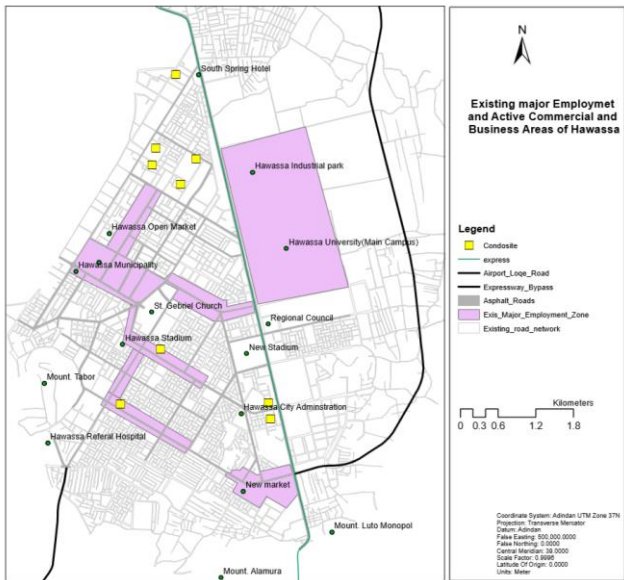 South Spring Hotel
Hawassa Industrial park
Hawassa Open Market
Hawassa University(Main Campus)
Hawassa Municipality
St. Gebriel Church
Regional Council
Hawassa Stadium
New Stadium
Mount. Tabor
Hawassa City Adminstration
Hawassa Referal Hospital
New market
Mount. Luto Monopol
Mount. Alamura
N
Existing major Employmet
and Active Commercial and
Business Areas of Hawassa
Legend
Condosite
express
Airport_Loqe_Road
Expressway_Bypass
Asphalt_Roads
Exis_Major_Employment_Zone
Existing_road_network
Kilometers
0 0.3 0.6 1.2 1.8
Coordinate System: Adindan UTM Zone 37N
Projection: Transverse Mercator
Datum: Adindan
False Easting: 500,000.0000
False Northing: 0.0000
Central Meridian: 39.0000
Scale Factor: 0.9996
Latitude Of Origin: 0.0000
Units: Meter